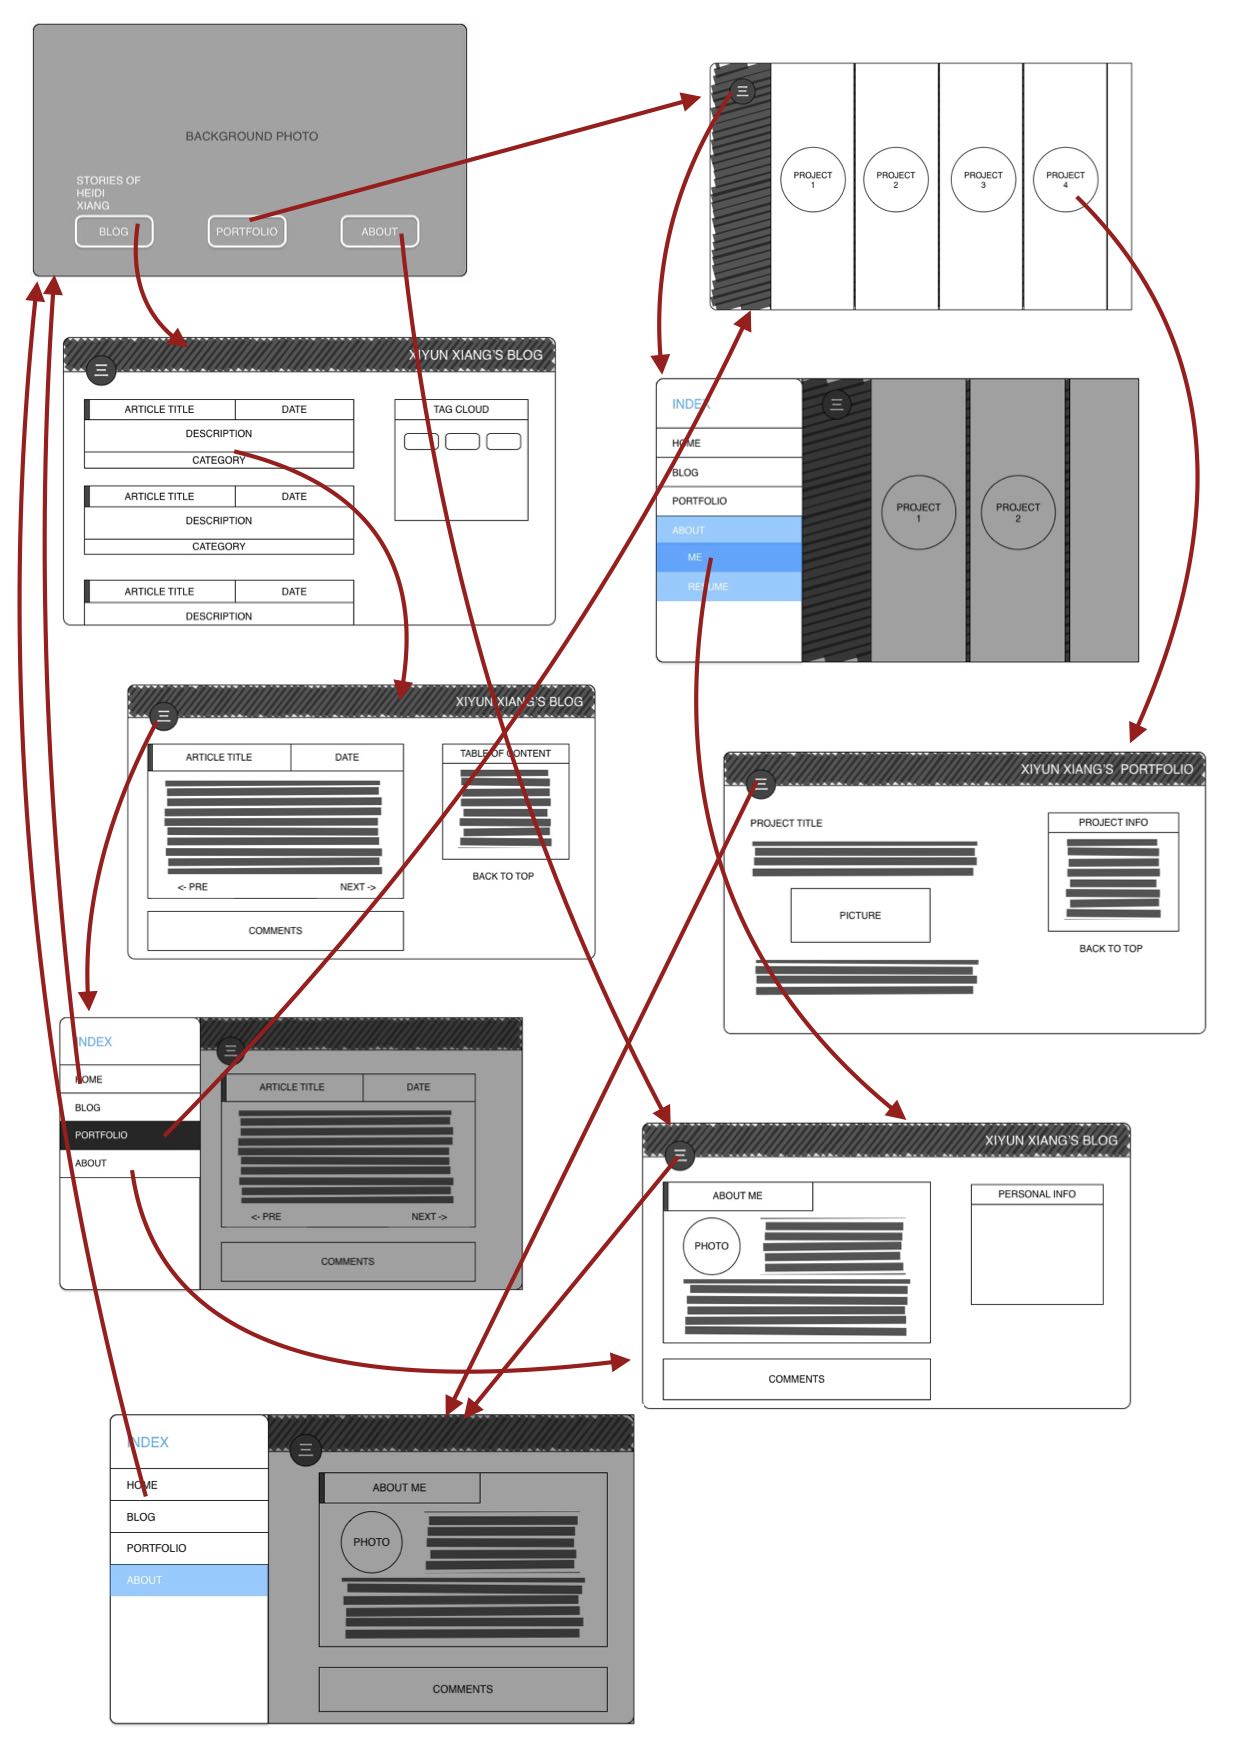 BACKGROUND PHOTO
STORIES OF
HEIDI
XIANG
BLOG
PORTFOLIO
ABOUT
PROJECT
1
PROJECT
2
PROJECT
3
PROJECT
4
XIYUN XIANG'S BLOG
ARTICLE TITLE DATE
DESCRIPTION
CATEGORY
ARTICLE TITLE DATE
DESCRIPTION
CATEGORY
ARTICLE TITLE DATE
DESCRIPTION
TAG CLOUD
INDEX
HOME
BLOG
PORTFOLIO
ABOUT
ME
RESUME
PROJECT
1
PROJECT
2
XIYUN XIANG'S BLOG
ARTICLE TITLE DATE
<- PRE NEXT ->
COMMENTS
TABLE OF CONTENT
BACK TO TOP
XIYUN XIANG'S PORTFOLIO
PROJECT TITLE
PICTURE
PROJECT INFO
BACK TO TOP
INDEX
HOME
BLOG
PORTFOLIO
ABOUT
ARTICLE TITLE DATE
<- PRE NEXT ->
COMMENTS
XIYUN XIANG'S BLOG
ABOUT ME
PHOTO
COMMENTS
PERSONAL INFO
INDEX
HOME
BLOG
PORTFOLIO
ABOUT
ABOUT ME
PHOTO
COMMENTS